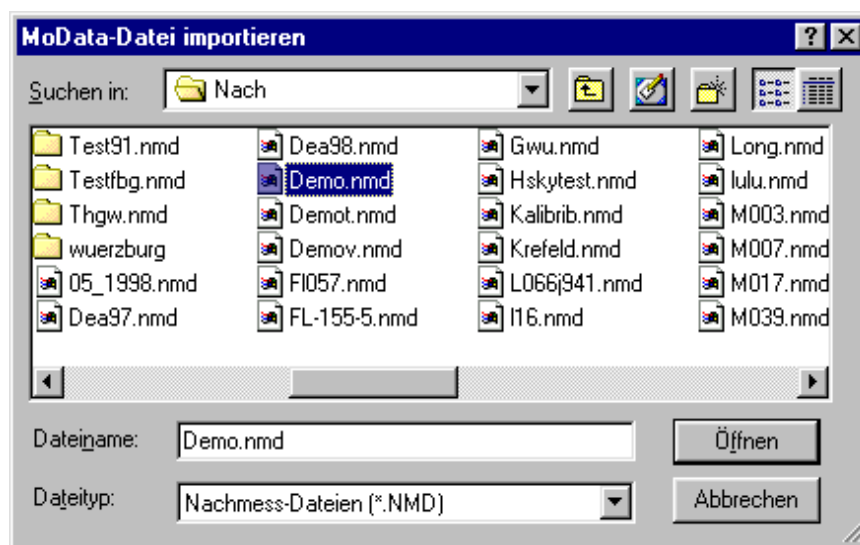 MoData-Datei importieren
Suchen in: Nach
Test91.nmd Dea98.nmd Gwu.nmd Long.nmd
Testfbg.nmd Demo.nmd Hskytest.nmd lulu.nmd
Thgw.nmd Demot.nmd Kalibrib.nmd M003.nmd
wuerzburg Demov.nmd Krefeld.nmd M007.nmd
05_1998.nmd Fl057.nmd L066j941.nmd M017.nmd
Dea97.nmd FL-155-5.nmd l16.nmd M039.nmd
Dateiname: Demo.nmd Öffnen
Dateityp: Nachmess-Dateien (*.NMD) Abbrechen